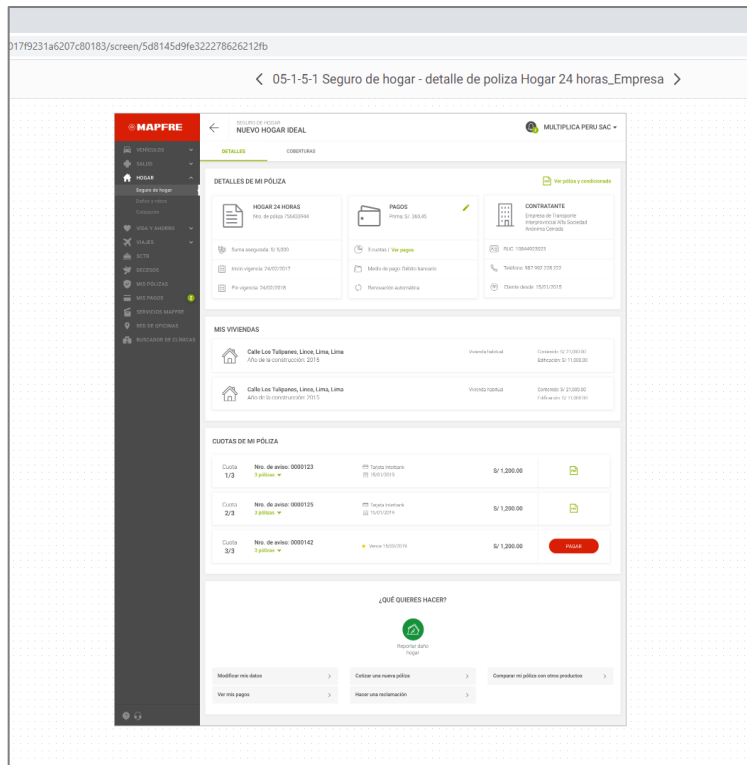 017f9231a6207c80183/screen/5d8145d9fe322278626212fb
05-1-5-1 Seguro de hogar - detalle de poliza Hogar 24 horas_Empresa
MAPFRE
SEGURO DE HOGAR
NUEVO HOGAR IDEAL
MULTIPLICA PERU SAC
DETALLES
COBERTURAS
VEHÍCULOS
SALUD
HOGAR
Seguro de hogar
Daños y robos
Cotización
VIDA Y AHORRO
VIAJES
SCTR
DECESOS
MIS PÓLIZAS
MIS PAGOS
SERVICIOS MAPFRE
RED DE OFICINAS
BUSCADOR DE CLÍNICAS
DETALLES DE MI PÓLIZA
Ver póliza y condicionado
HOGAR 24 HORAS
Nro. de póliza 756433944
Suma asegurada: S/ 5,000
Inicio vigencia: 24/02/2017
Fin vigencia: 24/02/2018
PAGOS
Prima: S/. 360.45
3 cuotas | Ver pagos
Medio de pago: Débito bancario
Renovación automática
CONTRATANTE
Empresa de Transporte
Interprovincial Alfa Sociedad
Anónima Cerrada
Teléfono: 987 992 228 222
Cliente desde: 15/01/2015
MIS VIVIENDAS
Calle Los Tulipanes, Lince, Lima, Lima
Año de la construcción: 2015
Vivienda habitual
Contenido: S/ 21,000.00
Edificación: S/ 11,000.00
Calle Los Tulipanes, Lince, Lima, Lima
Año de la construcción: 2015
Vivienda habitual
Contenido: S/ 21,000.00
Edificación: S/ 11,000.00
CUOTAS DE MI PÓLIZA
Cuota
1/3
Nro. de aviso: 0000123
3 pólizas
Tarjeta Interbank
15/01/2019
S/ 1,200.00
Cuota
2/3
Nro. de aviso: 0000125
3 pólizas
Tarjeta Interbank
15/01/2019
S/ 1,200.00
Cuota
3/3
Nro. de aviso: 0000142
3 pólizas
Vence 15/03/2019
S/ 1,200.00
PAGAR
¿QUÉ QUIERES HACER?
Reportar daño
hogar
Modificar mis datos
Cotizar una nueva póliza
Comparar mi póliza con otros productos
Ver mis pagos
Hacer una reclamación